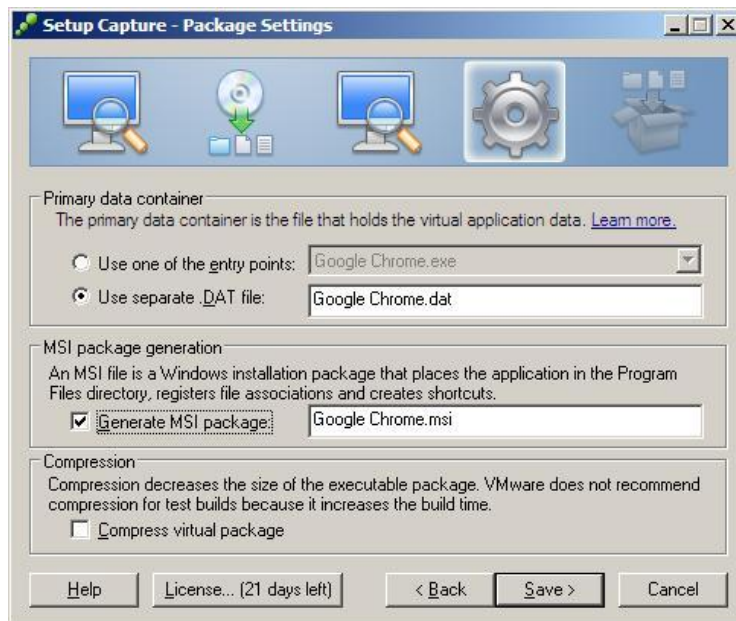 Setup Capture - Package Settings
Primary data container
The primary data container is the file that holds the virtual application data. Learn more.
Use one of the entry points: Google Chrome.exe
Use separate .DAT file: Google Chrome.dat
MSI package generation
An MSI file is a Windows installation package that places the application in the Program
Files directory, registers file associations and creates shortcuts.
Generate MSI package: Google Chrome.msi
Compression
Compression decreases the size of the executable package. VMware does not recommend
compression for test builds because it increases the build time.
Compress virtual package
Help License... (21 days left) < Back Save > Cancel